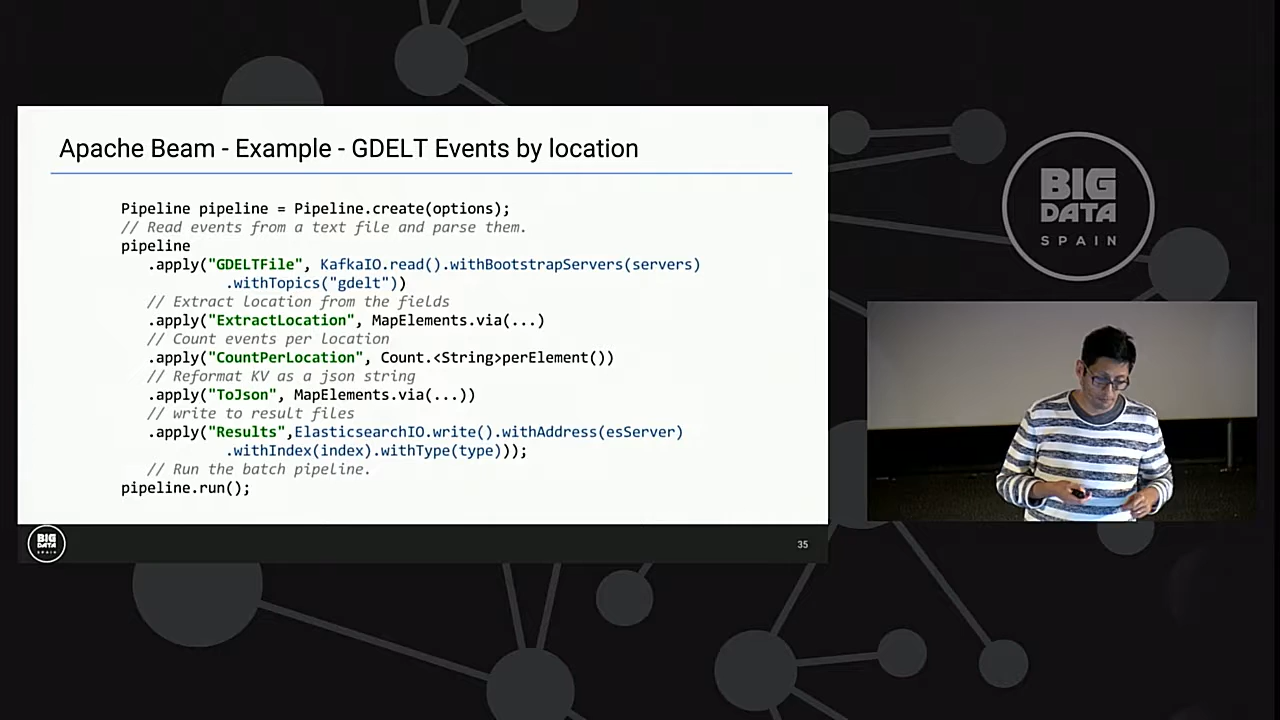 Apache Beam - Example - GDELT Events by location
Pipeline pipeline = Pipeline.create(options);
// Read events from a text file and parse them.
pipeline
.apply("GDELTFile", KafkaIO.read().withBootstrapServers(servers)
.withTopics("gdelt"))
// Extract location from the fields
.apply("ExtractLocation", MapElements.via(...)
// Count events per location
.apply("CountPerLocation", Count.<String>perElement())
// Reformat KV as a json string
.apply("ToJson", MapElements.via(...))
// write to result files
.apply("Results",ElasticsearchIO.write().withAddress(esServer)
.withIndex(index).withType(type)));
// Run the batch pipeline.
pipeline.run();
BIG
DATA
SPAIN
35
BIG
DATA
SPAIN